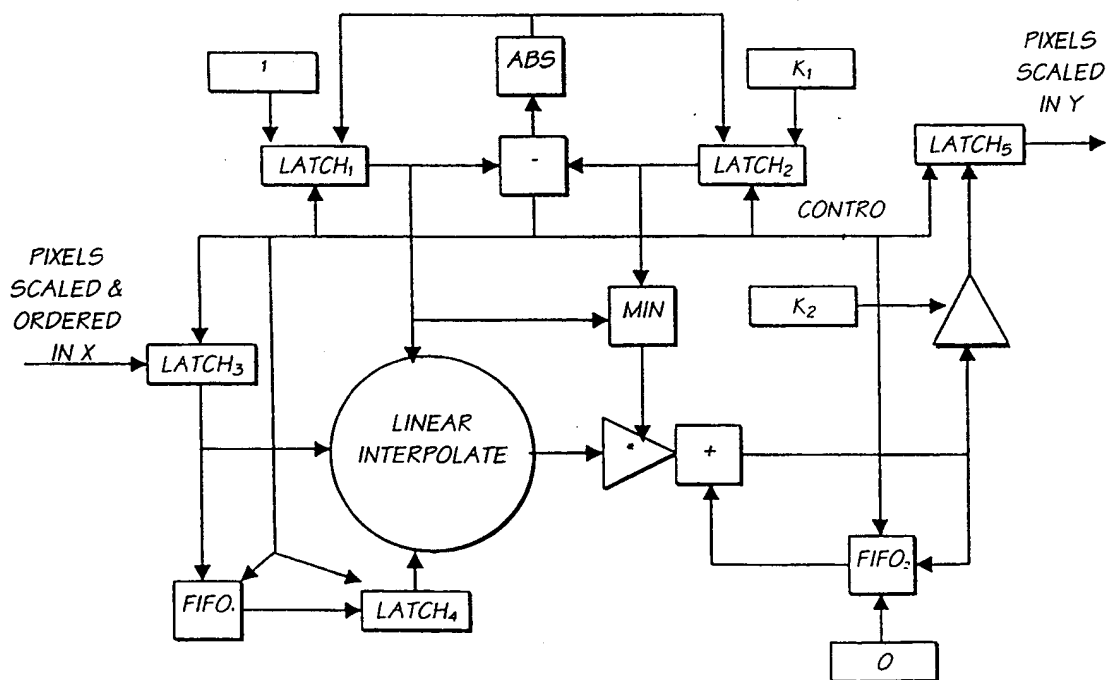 ABS
1
K₁
PIXELS
SCALED
IN Y
LATCH₁
-
LATCH₂
LATCH₅
CONTRO
PIXELS
SCALED &
ORDERED
IN X
K₂
MIN
LATCH₃
LINEAR
INTERPOLATE
*
+
FIFO₂
FIFO.
LATCH₄
0